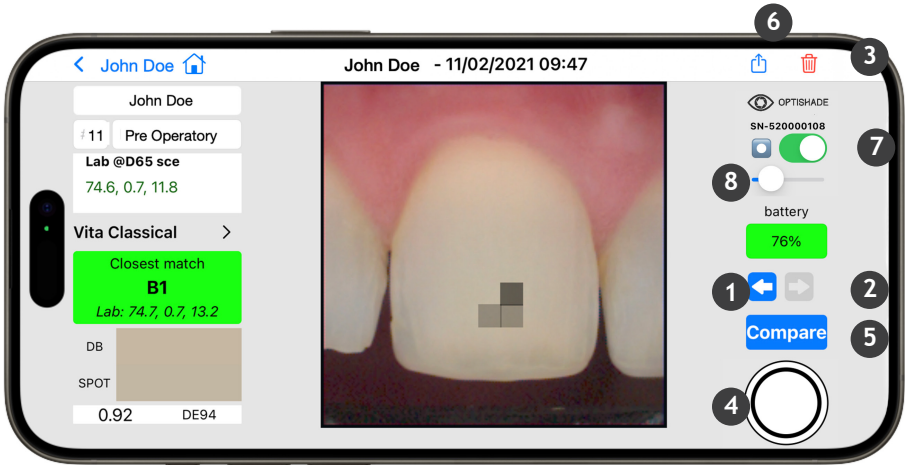 6
John Doe
John Doe - 11/02/2021 09:47
3
John Doe
11 Pre Operatory
Lab @D65 sce
74.6, 0.7, 11.8
Vita Classical >
Closest match
B1
Lab: 74.7, 0.7, 13.2
DB
SPOT
0.92 DE94
OPTISHADE
SN-520000108
7
8
battery
76%
1
2
Compare
5
4